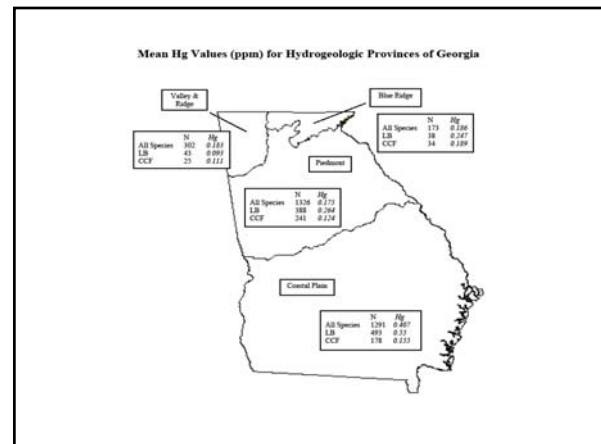 Mean Hg Values (ppm) for Hydrogeologic Provinces of Georgia
Valley &
Ridge
Blue Ridge
N Hg
All Species 302 0.183
LB 43 0.093
CCF 25 0.111
N Hg
All Species 173 0.186
LB 38 0.247
CCF 34 0.189
Piedmont
N Hg
All Species 1326 0.175
LB 388 0.264
CCF 241 0.124
Coastal Plain
N Hg
All Species 1291 0.407
LB 493 0.55
CCF 178 0.155